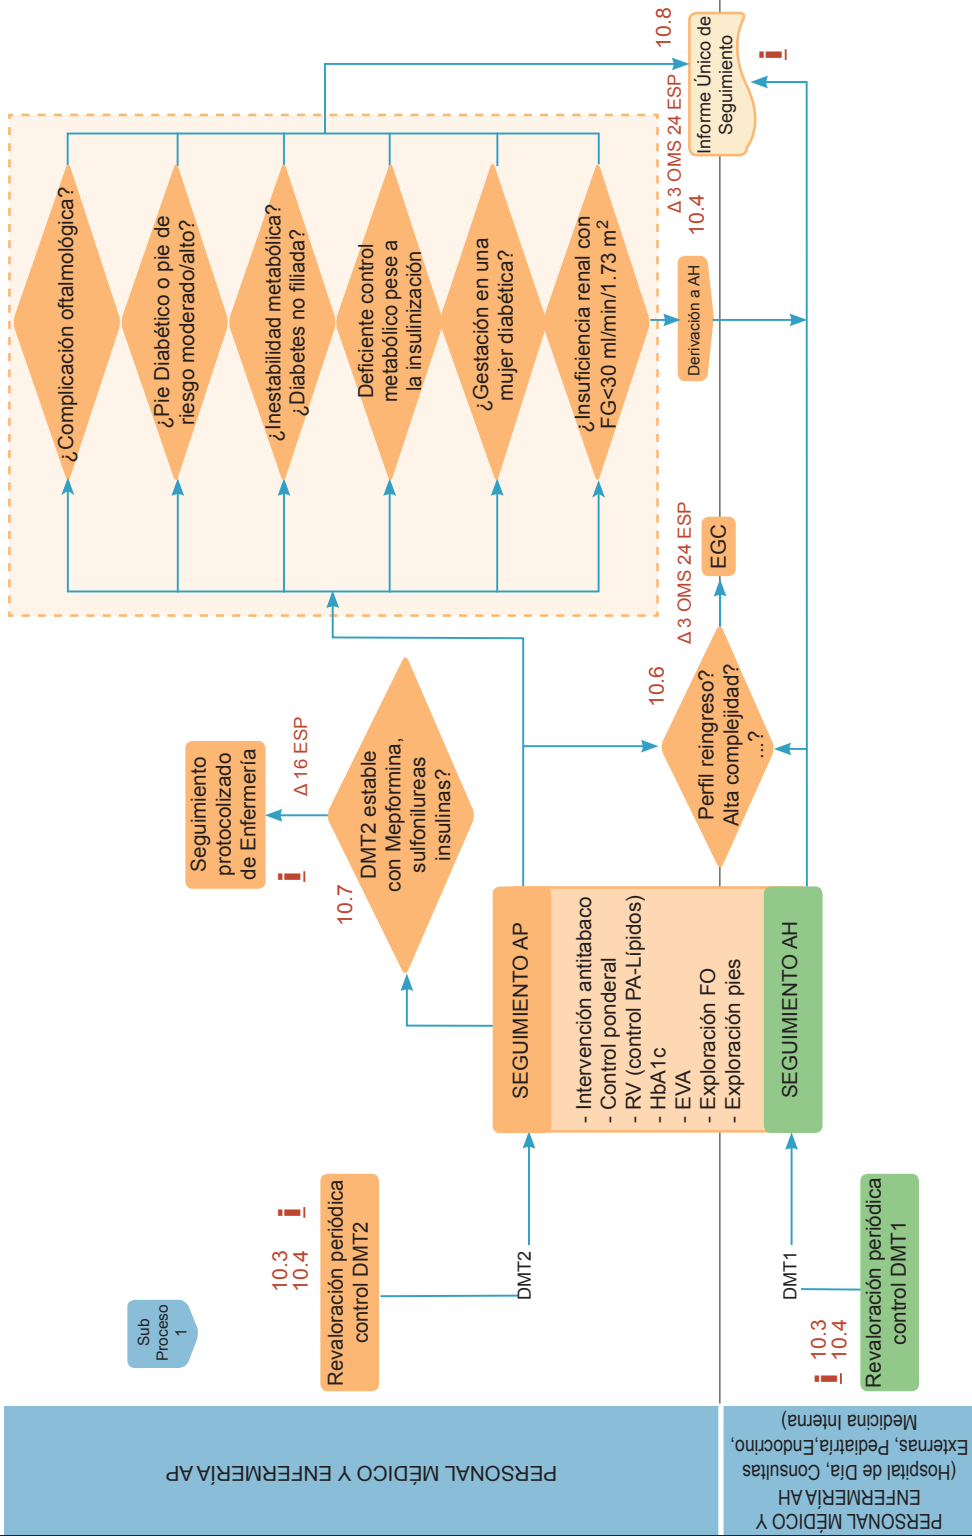 PERSONAL MÉDICO Y ENFERMERÍA AP
PERSONAL MÉDICO Y
ENFERMERÍA AH
(Hospital de Día, Consultas
Externas, Pediatría,Endocrino,
Medicina Interna)
Sub
Proceso
1
10.3
10.4
i
Revaloración periódica
control DMT2
DMT2
i
10.3
10.4
Revaloración periódica
control DMT1
DMT1
SEGUIMIENTO AP
- Intervención antitabaco
- Control ponderal
- RV (control PA-Lípidos)
- HbA1c
- EVA
- Exploración FO
- Exploración pies
SEGUIMIENTO AH
Seguimiento
protocolizado
de Enfermería
i
Δ 16 ESP
10.7
DMT2 estable
con Mepformina,
sulfonilureas
insulinas?
10.6
Perfil reingreso?
Alta complejidad?
...?
Δ 3 OMS 24 ESP
EGC
¿Complicación oftalmológica?
¿Pie Diabético o pie de
riesgo moderado/alto?
¿Inestabilidad metabólica?
¿Diabetes no filiada?
Deficiente control
metabólico pese a
la insulinización
¿Gestación en una
mujer diabética?
¿Insuficiencia renal con
FG<30 ml/min/1.73 m²
Derivación a AH
10.4
Δ 3 OMS 24 ESP
10.8
Informe Único de
Seguimiento
i